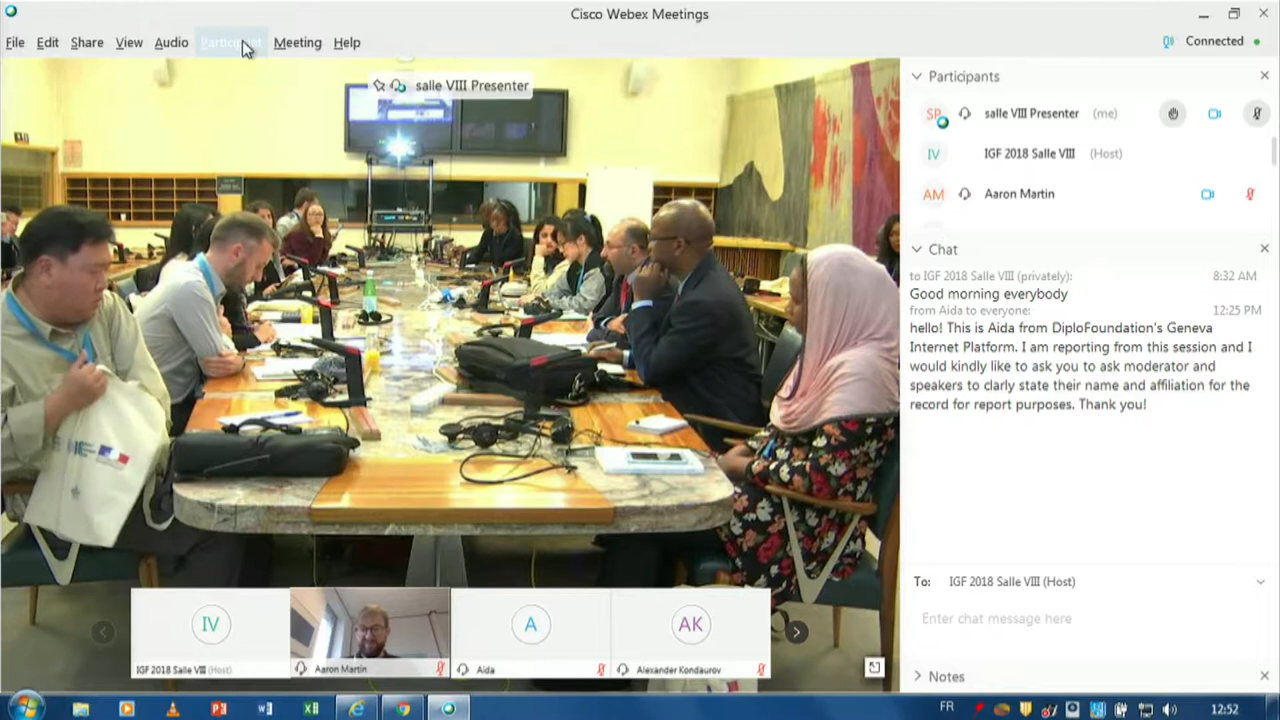 Cisco Webex Meetings
File Edit Share View Audio Participant Meeting Help
Connected
salle VIII Presenter
Participants
SP salle VIII Presenter (me)
IV IGF 2018 Salle VIII (Host)
AM Aaron Martin
Chat
to IGF 2018 Salle VIII (privately): 8:32 AM
Good morning everybody
from Aida to everyone: 12:25 PM
hello! This is Aida from DiploFoundation's Geneva
Internet Platform. I am reporting from this session and I
would kindly like to ask you to ask moderator and
speakers to clarly state their name and affiliation for the
record for report purposes. Thank you!
To: IGF 2018 Salle VIII (Host)
Enter chat message here
Notes
IV A AK
IGF 2018 Salle VIII (Host) Aaron Martin Aida Alexander Kondaurov
FR 12:52